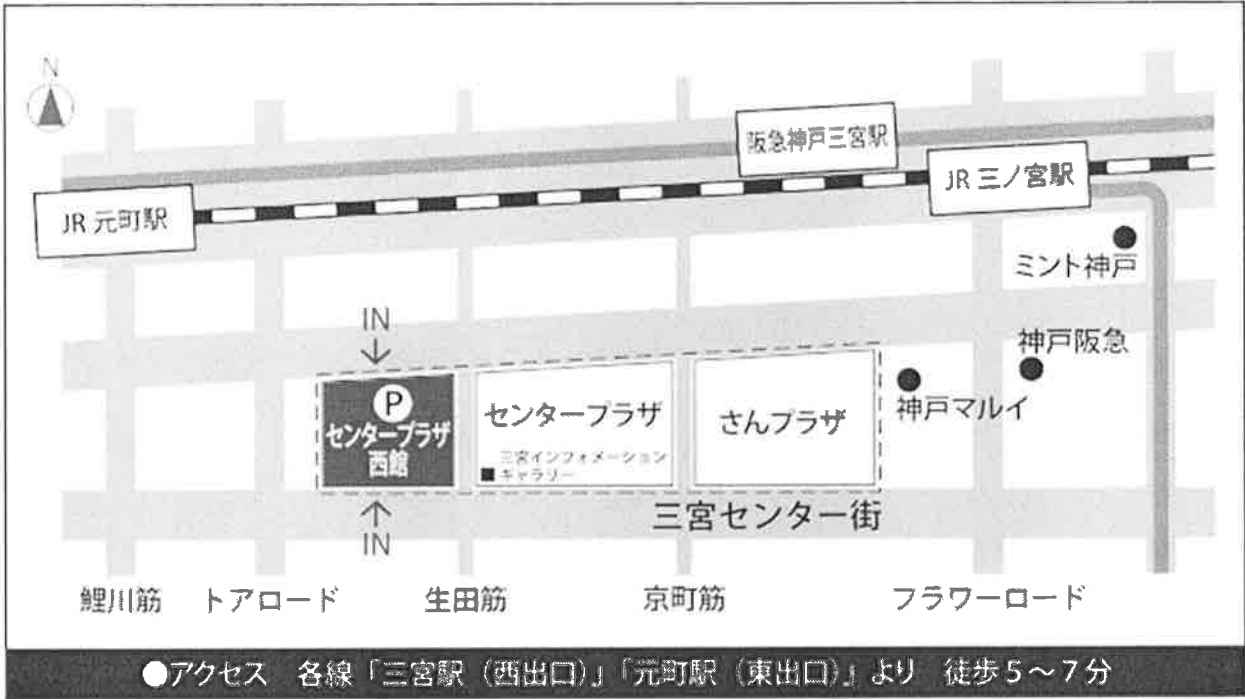 N
阪急神戸三宮駅
JR 三ノ宮駅
JR 元町駅
ミント神戸
IN
神戸阪急
P
センタープラザ
西館
センタープラザ
三宮インフォメーション
ギャラリー
さんプラザ
神戸マルイ
三宮センター街
IN
鯉川筋
トアロード
生田筋
京町筋
フラワーロード
●アクセス 各線「三宮駅（西出口）」「元町駅（東出口）」より 徒歩5～7分